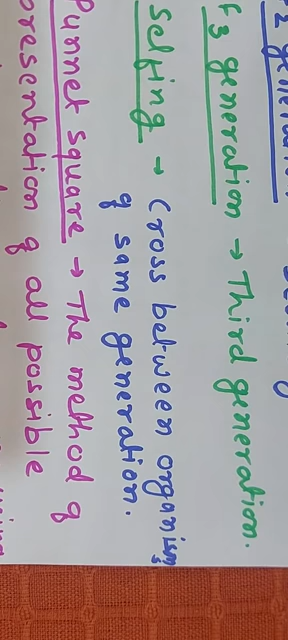 F3 generation → Third generation.
Selfing → Cross between organisms
of same generation.
Punnet square → The method of
presentation of all possible